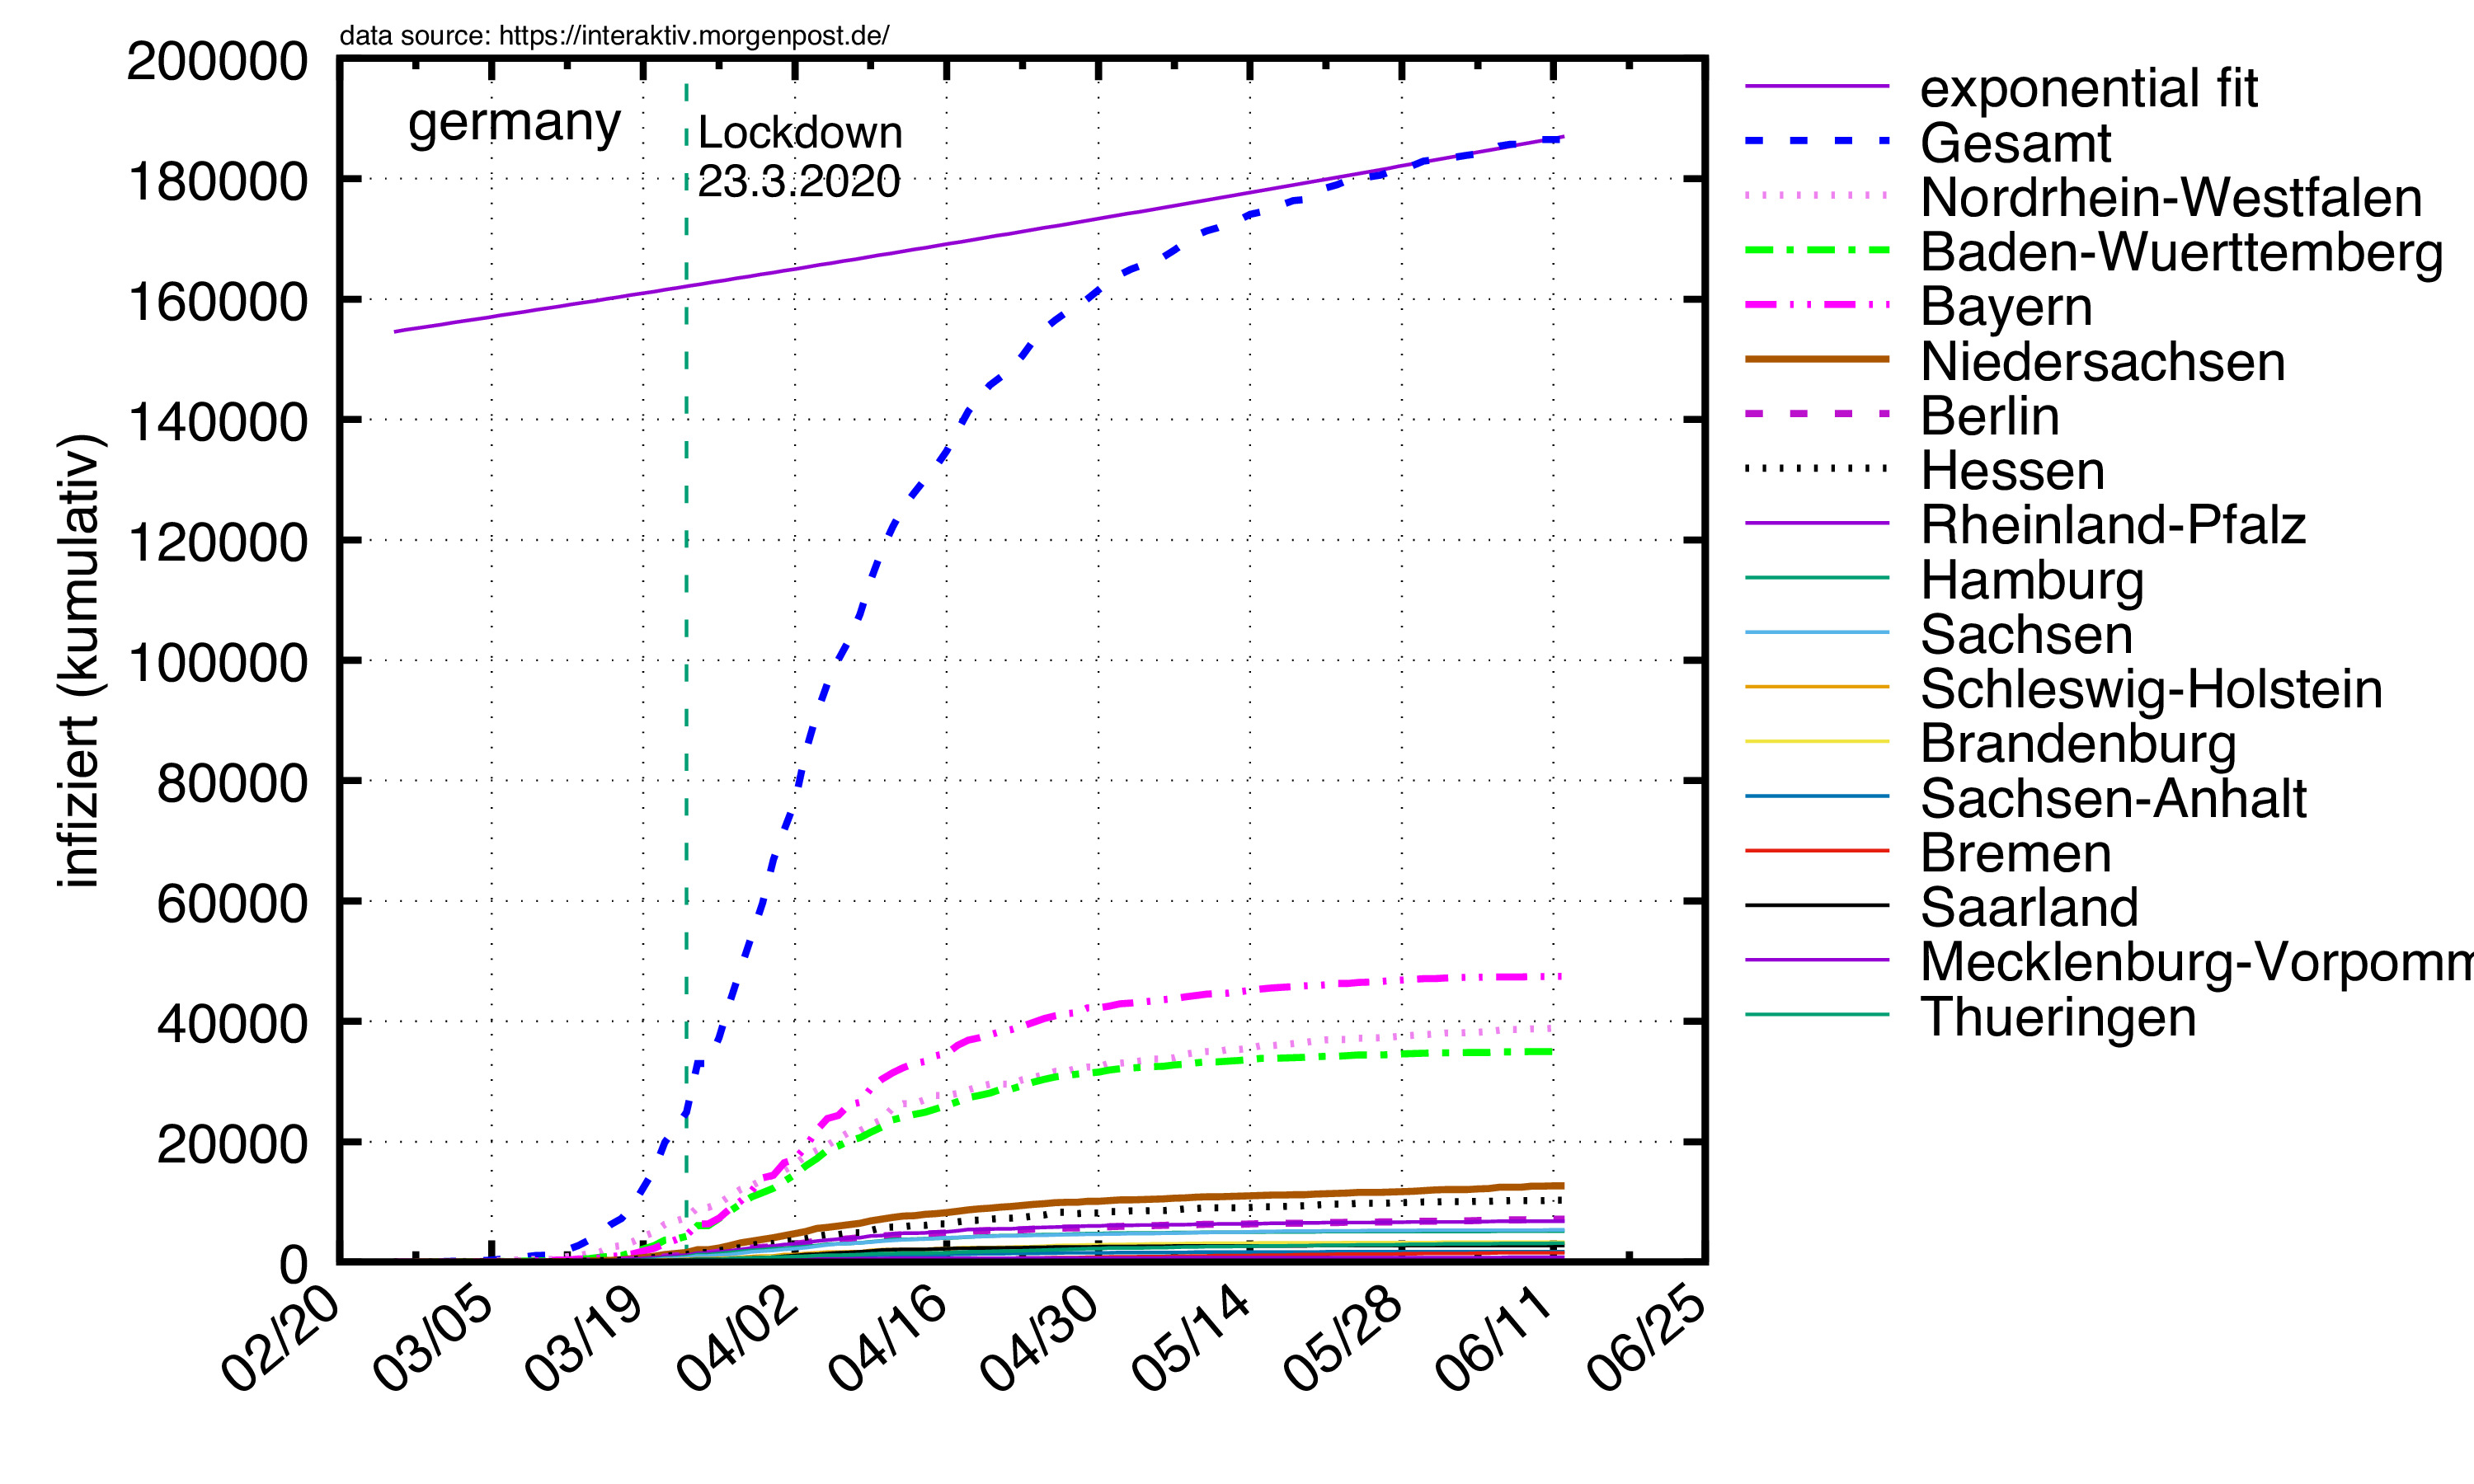 data source: https://interaktiv.morgenpost.de/
germany
Lockdown
23.3.2020
infiziert (kumulativ)
200000
180000
160000
140000
120000
100000
80000
60000
40000
20000
0
02/20
03/05
03/19
04/02
04/16
04/30
05/14
05/28
06/11
06/25
exponential fit
Gesamt
Nordrhein-Westfalen
Baden-Wuerttemberg
Bayern
Niedersachsen
Berlin
Hessen
Rheinland-Pfalz
Hamburg
Sachsen
Schleswig-Holstein
Brandenburg
Sachsen-Anhalt
Bremen
Saarland
Mecklenburg-Vorpomm
Thueringen